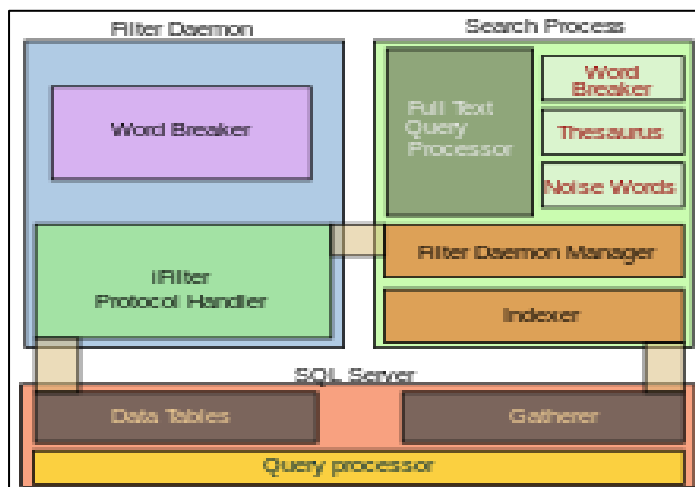 Filter Daemon
Word Breaker
iFilter
Protocol Handler
Search Process
Full Text
Query
Processor
Word
Breaker
Thesaurus
Noise Words
Filter Daemon Manager
Indexer
SQL Server
Data Tables
Gatherer
Query processor